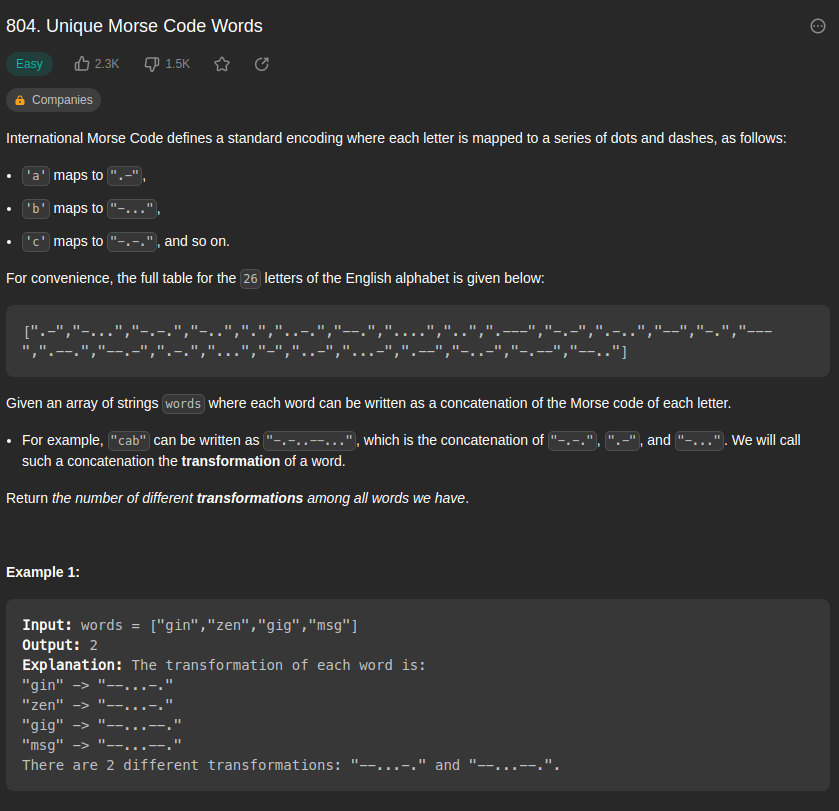 804. Unique Morse Code Words
Easy 2.3K 1.5K
Companies
International Morse Code defines a standard encoding where each letter is mapped to a series of dots and dashes, as follows:
• 'a' maps to ".-",
• 'b' maps to "-...",
• 'c' maps to "-.-.", and so on.
For convenience, the full table for the 26 letters of the English alphabet is given below:
[".-","-...","-.-.","-..",".","..-.","--.","....","..",".---","-.-",".-..","--","-.","---
",".--.","--.-",".-.","...","-","..-","...-",".--","-..-","-.--","--.."]
Given an array of strings words where each word can be written as a concatenation of the Morse code of each letter.
• For example, "cab" can be written as "-.-..--...", which is the concatenation of "-.-.", ".-", and "-...". We will call
such a concatenation the transformation of a word.
Return the number of different transformations among all words we have.
Example 1:
Input: words = ["gin","zen","gig","msg"]
Output: 2
Explanation: The transformation of each word is:
"gin" -> "--...-."
"zen" -> "--...-."
"gig" -> "--...--."
"msg" -> "--...--."
There are 2 different transformations: "--...-." and "--...--.".